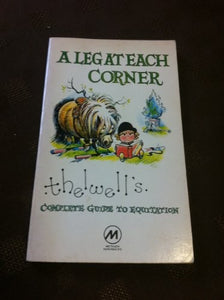 A LEG AT EACH
CORNER
thelwell's.
COMPLETE GUIDE TO EQUITATION
M